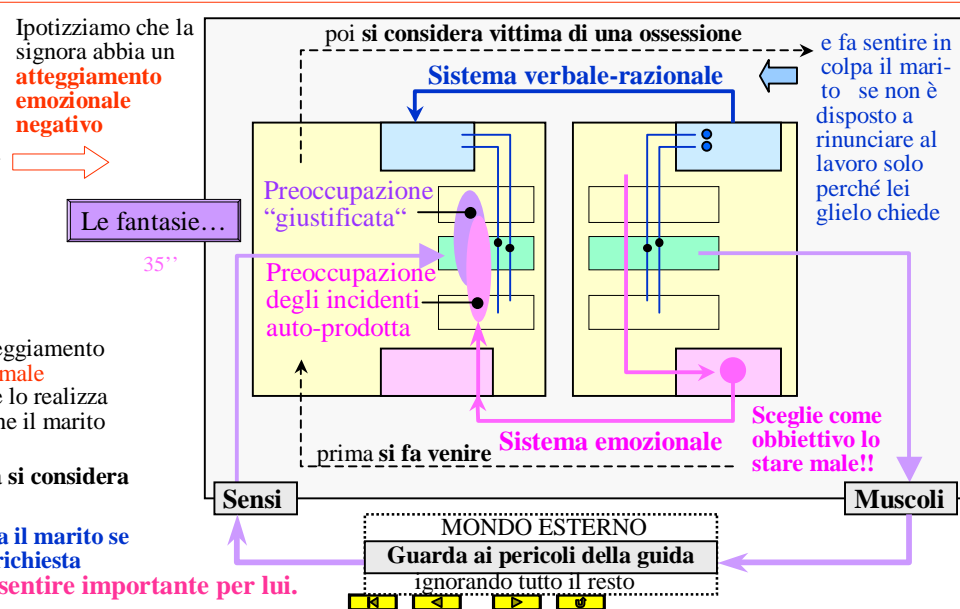 Ipotizziamo che la
signora abbia un
atteggiamento
emozionale
negativo
poi si considera vittima di una ossessione
Sistema verbale-razionale
e fa sentire in
colpa il mari-
to se non è
disposto a
rinunciare al
lavoro solo
perché lei
glielo chiede
Le fantasie…
35’’
Preoccupazione
“giustificata“
Preoccupazione
degli incidenti
auto-prodotta
eggiamento
male
e lo realizza
ne il marito
a si considera
a il marito se
richiesta
sentire importante per lui.
Sistema emozionale
Sceglie come
obbiettivo lo
stare male!!
prima si fa venire
Sensi
Muscoli
MONDO ESTERNO
Guarda ai pericoli della guida
ignorando tutto il resto